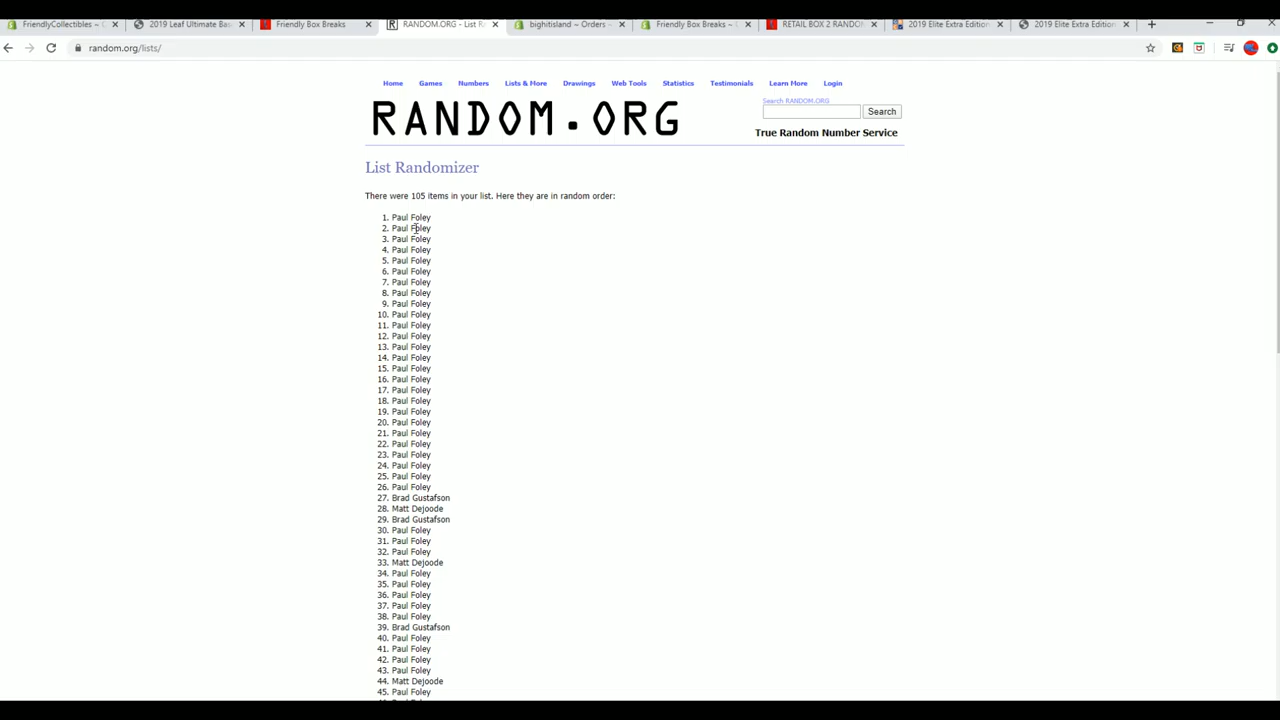 FriendlyCollectibles ~ C
2019 Leaf Ultimate Bas
Friendly Box Breaks
RANDOM.ORG - List R
bighitisland ~ Orders -
Friendly Box Breaks ~ C
RETAIL BOX 2 RANDO
2019 Elite Extra Edition
2019 Elite Extra Edition
random.org/lists/
Home Games Numbers Lists & More Drawings Web Tools Statistics Testimonials Learn More Login
RANDOM.ORG
Search RANDOM.ORG
Search
True Random Number Service
List Randomizer
There were 105 items in your list. Here they are in random order:
1. Paul Foley
2. Paul Foley
3. Paul Foley
4. Paul Foley
5. Paul Foley
6. Paul Foley
7. Paul Foley
8. Paul Foley
9. Paul Foley
10. Paul Foley
11. Paul Foley
12. Paul Foley
13. Paul Foley
14. Paul Foley
15. Paul Foley
16. Paul Foley
17. Paul Foley
18. Paul Foley
19. Paul Foley
20. Paul Foley
21. Paul Foley
22. Paul Foley
23. Paul Foley
24. Paul Foley
25. Paul Foley
26. Paul Foley
27. Brad Gustafson
28. Matt Dejoode
29. Brad Gustafson
30. Paul Foley
31. Paul Foley
32. Paul Foley
33. Matt Dejoode
34. Paul Foley
35. Paul Foley
36. Paul Foley
37. Paul Foley
38. Paul Foley
39. Brad Gustafson
40. Paul Foley
41. Paul Foley
42. Paul Foley
43. Paul Foley
44. Matt Dejoode
45. Paul Foley